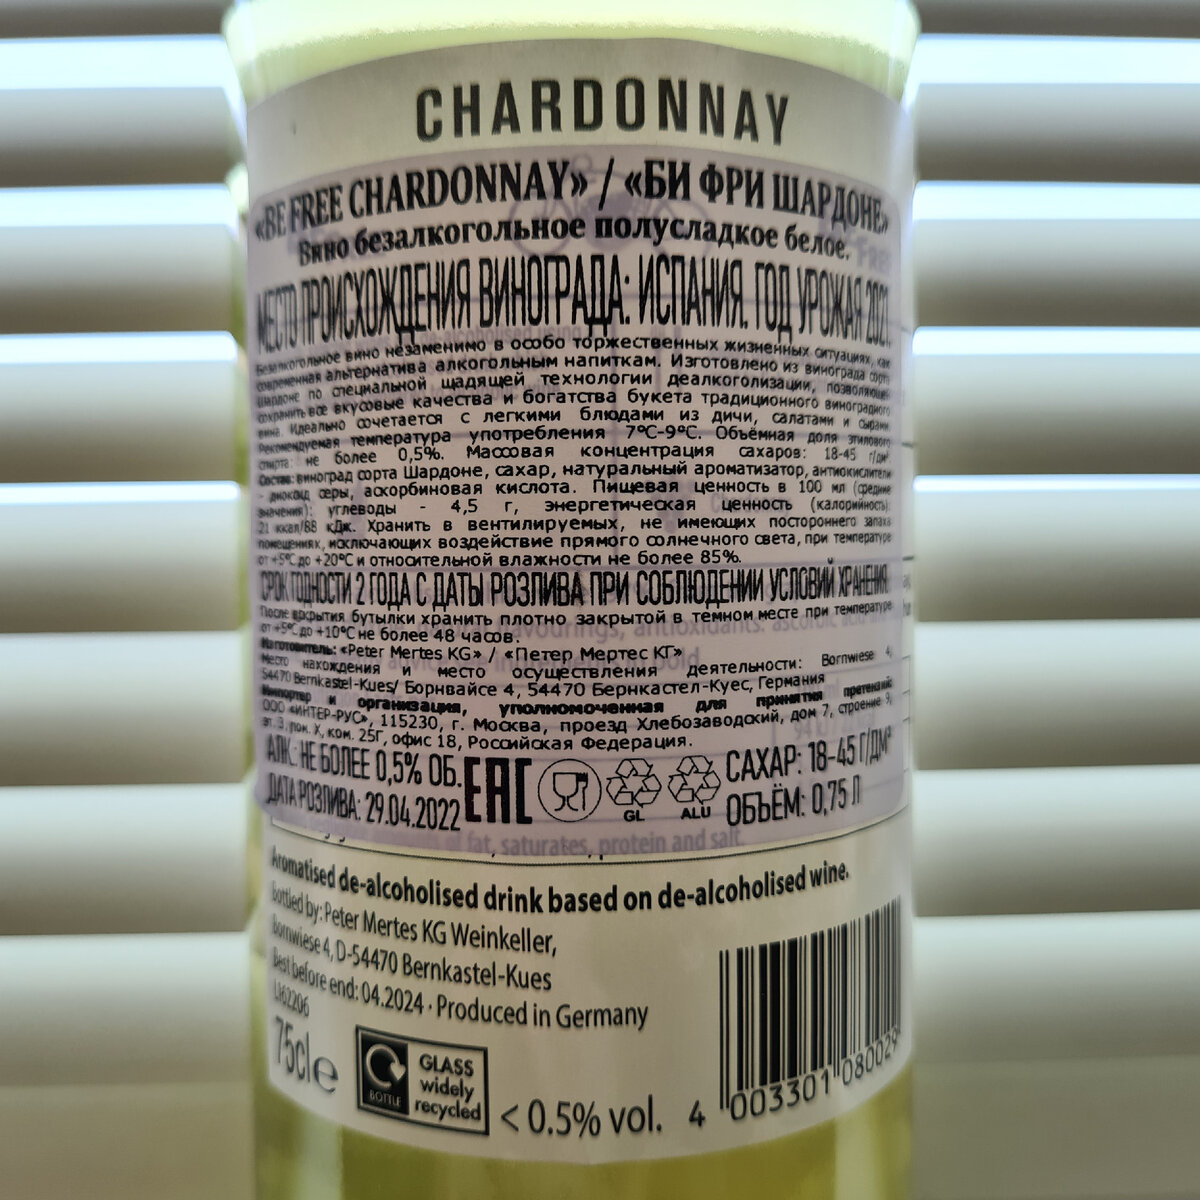 CHARDONNAY
«BE FREE CHARDONNAY» / «БИ ФРИ ШАРДОНЕ»
Вино безалкогольное полусладкое белое.
МЕСТО ПРОИСХОЖДЕНИЯ ВИНОГРАДА: ИСПАНИЯ. ГОД УРОЖАЯ 2021.
Безалкогольное вино незаменимо в особо торжественных жизненных ситуациях, как
современная альтернатива алкогольным напиткам. Изготовлено из винограда сорта
Шардоне по специальной щадящей технологии деалкоголизации, позволяющей
сохранить все вкусовые качества и богатства букета традиционного виноградного
вина. Идеально сочетается с легкими блюдами из дичи, салатами и сырами.
Рекомендуемая температура употребления 7°С-9°С. Объёмная доля этилового
спирта: не более 0,5%. Массовая концентрация сахаров: 18-45 г/дм³.
Состав: виноград сорта Шардоне, сахар, натуральный ароматизатор, антиокислители
- диоксид серы, аскорбиновая кислота. Пищевая ценность в 100 мл (средние
значения): углеводы - 4,5 г, энергетическая ценность (калорийность):
21 ккал/88 кДж. Хранить в вентилируемых, не имеющих постороннего запаха
помещениях, исключающих воздействие прямого солнечного света, при температуре
от +5°С до +20°С и относительной влажности не более 85%.
СРОК ГОДНОСТИ 2 ГОДА С ДАТЫ РОЗЛИВА ПРИ СОБЛЮДЕНИИ УСЛОВИЙ ХРАНЕНИЯ.
После вскрытия бутылки хранить плотно закрытой в темном месте при температуре
от +5°С до +10°С не более 48 часов.
Изготовитель: «Peter Mertes KG» / «Петер Мертес КГ»
Место нахождения и место осуществления деятельности: Bornwiese 4,
54470 Bernkastel-Kues/ Борнвайсе 4, 54470 Бернкастел-Куес, Германия
Импортер и организация, уполномоченная для принятия претензий:
ООО «ИНТЕР-РУС», 115230, г. Москва, проезд Хлебозаводский, дом 7, строение 9,
эт. 3, пом. X, ком. 25Г, офис 18, Российская Федерация.
АЛК.: НЕ БОЛЕЕ 0,5% ОБ.
ДАТА РОЗЛИВА: 29.04.2022
ЕАС
GL
ALU
САХАР: 18-45 Г/ДМ³
ОБЪЁМ: 0,75 Л
of fat, saturates, protein and salt.
Aromatised de-alcoholised drink based on de-alcoholised wine.
Bottled by: Peter Mertes KG Weinkeller,
Bornwiese 4, D-54470 Bernkastel-Kues
Best before end: 04.2024 · Produced in Germany
L162206
75cl e
BOTTLE
GLASS
widely
recycled
< 0.5% vol.
4 003301 080029